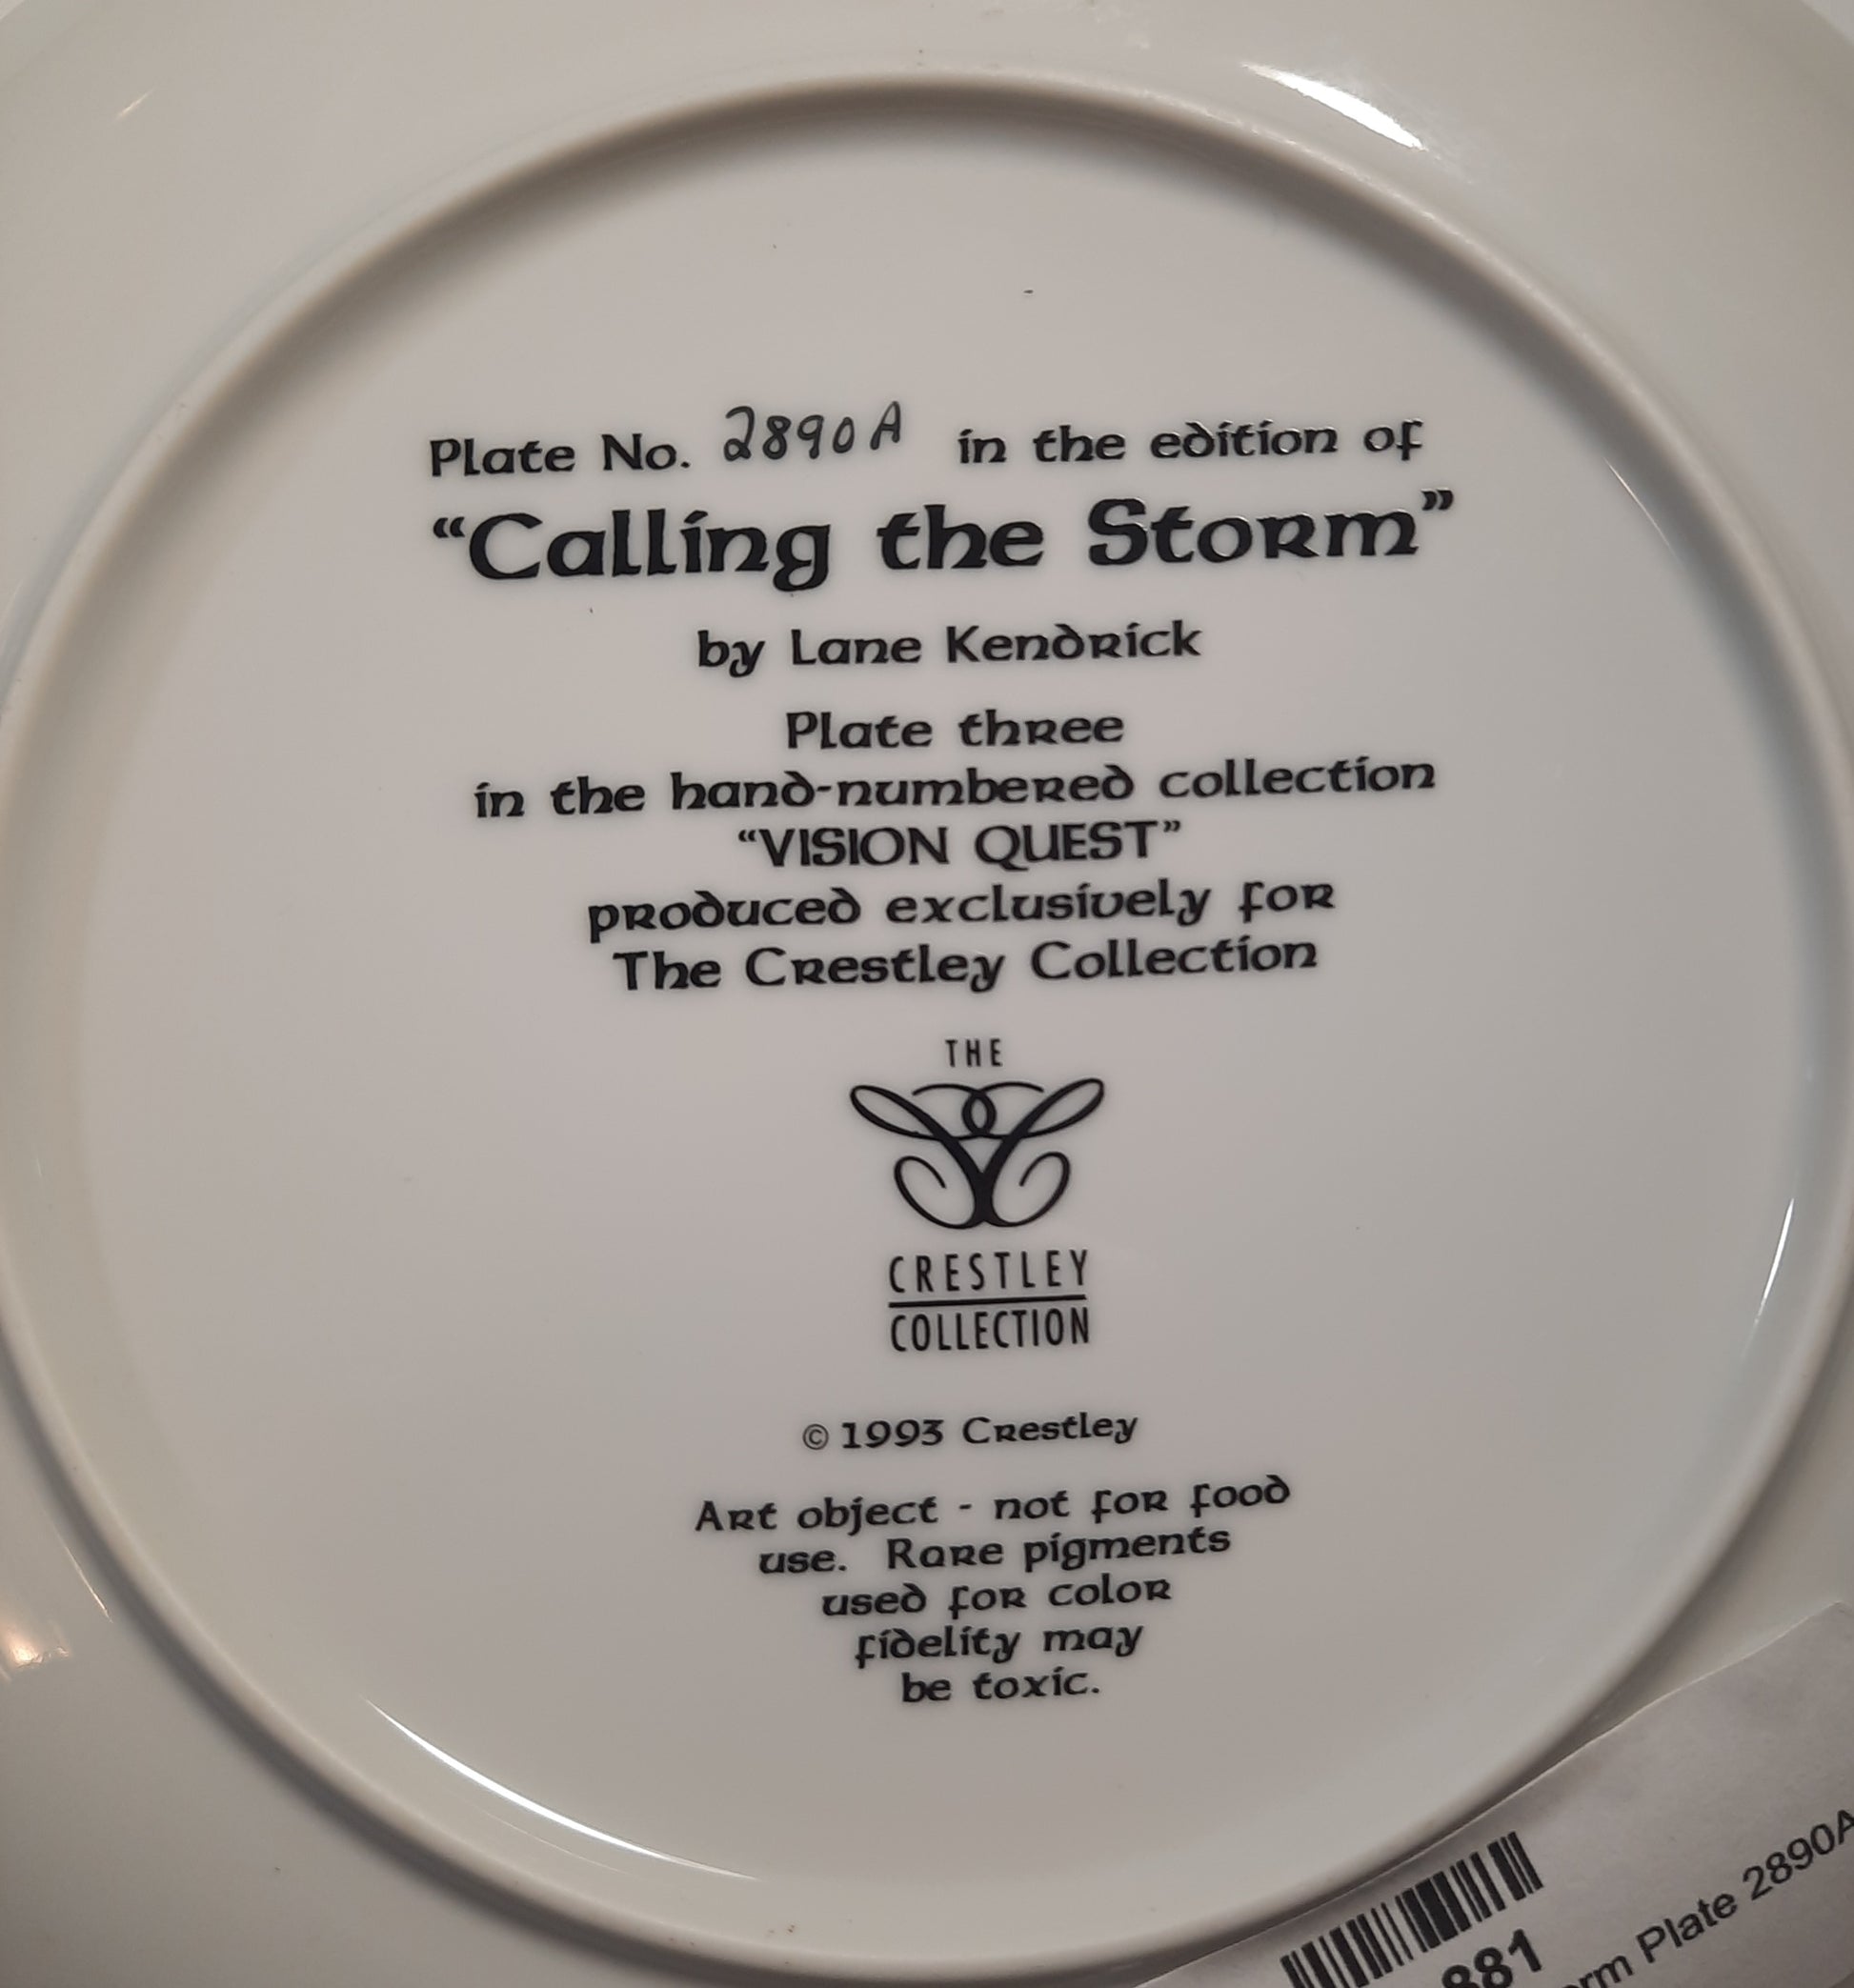 Plate No. 2890A in the edition of
“Calling the Storm”
by Lane Kendrick
Plate three
in the hand-numbered collection
“VISION QUEST”
produced exclusively for
The Crestley Collection
THE
CRESTLEY
COLLECTION
© 1993 Crestley
Art object - not for food
use. Rare pigments
used for color
fidelity may
be toxic.
881
Plate 2890A